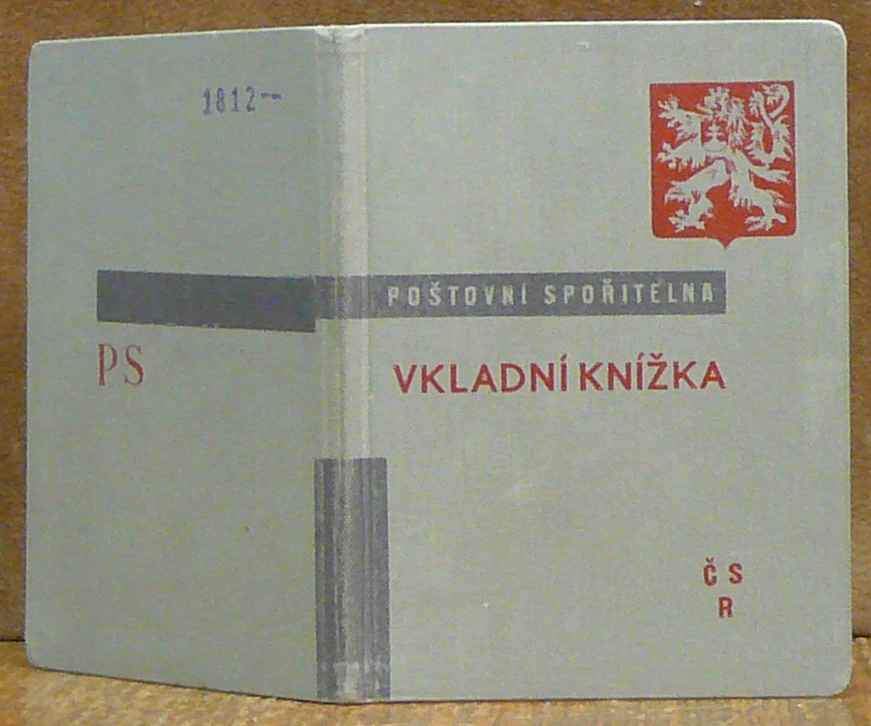 1812—
PS
POŠTOVNÍ SPOŘITELNA
VKLADNÍ KNÍŽKA
ČS
R